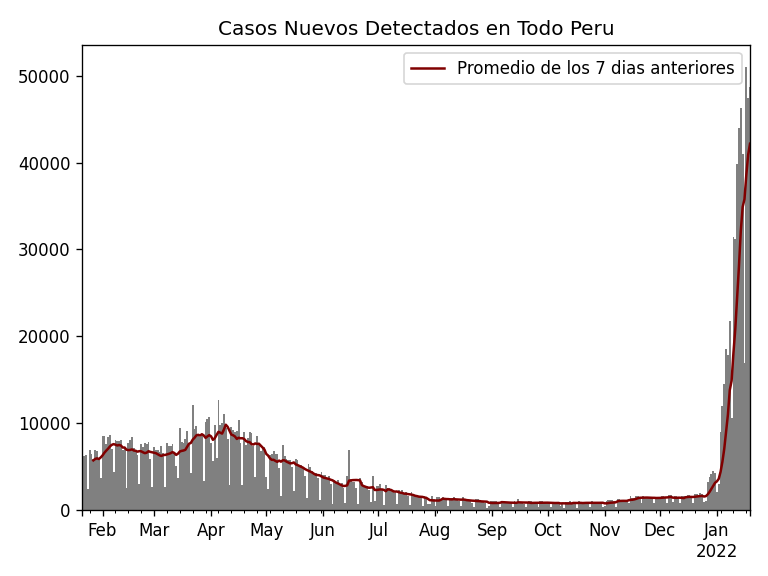 Casos Nuevos Detectados en Todo Peru
Promedio de los 7 dias anteriores
50000
40000
30000
20000
10000
0
Feb Mar Apr May Jun Jul Aug Sep Oct Nov Dec Jan
2022